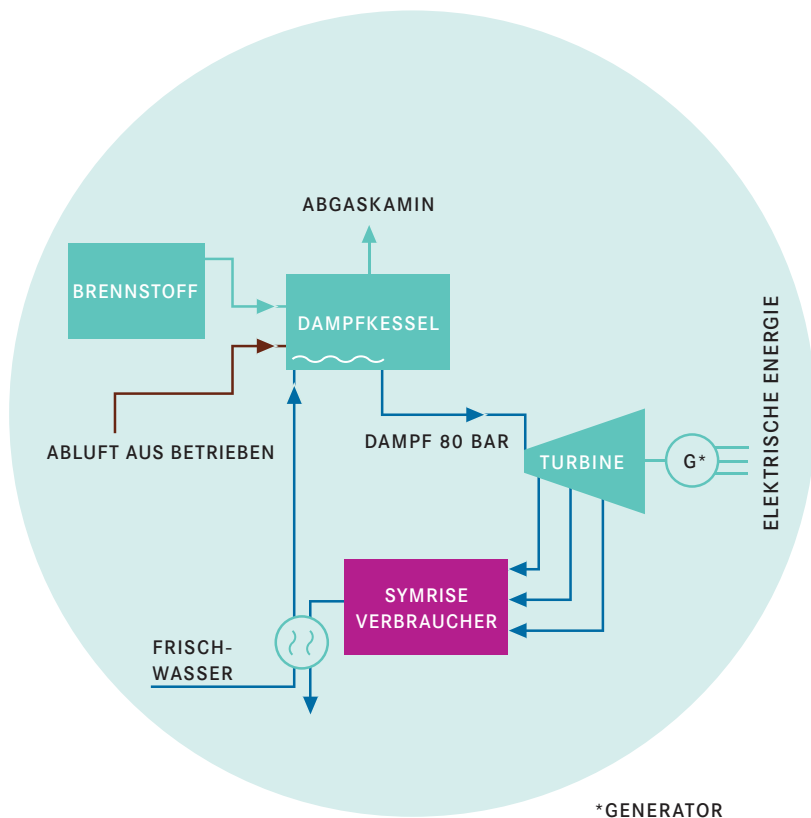 ABGASKAMIN
BRENNSTOFF
DAMPFKESSEL
ABLUFT AUS BETRIEBEN
DAMPF 80 BAR
TURBINE
G*
ELEKTRISCHE ENERGIE
SYMRISE
VERBRAUCHER
FRISCH-
WASSER
*GENERATOR